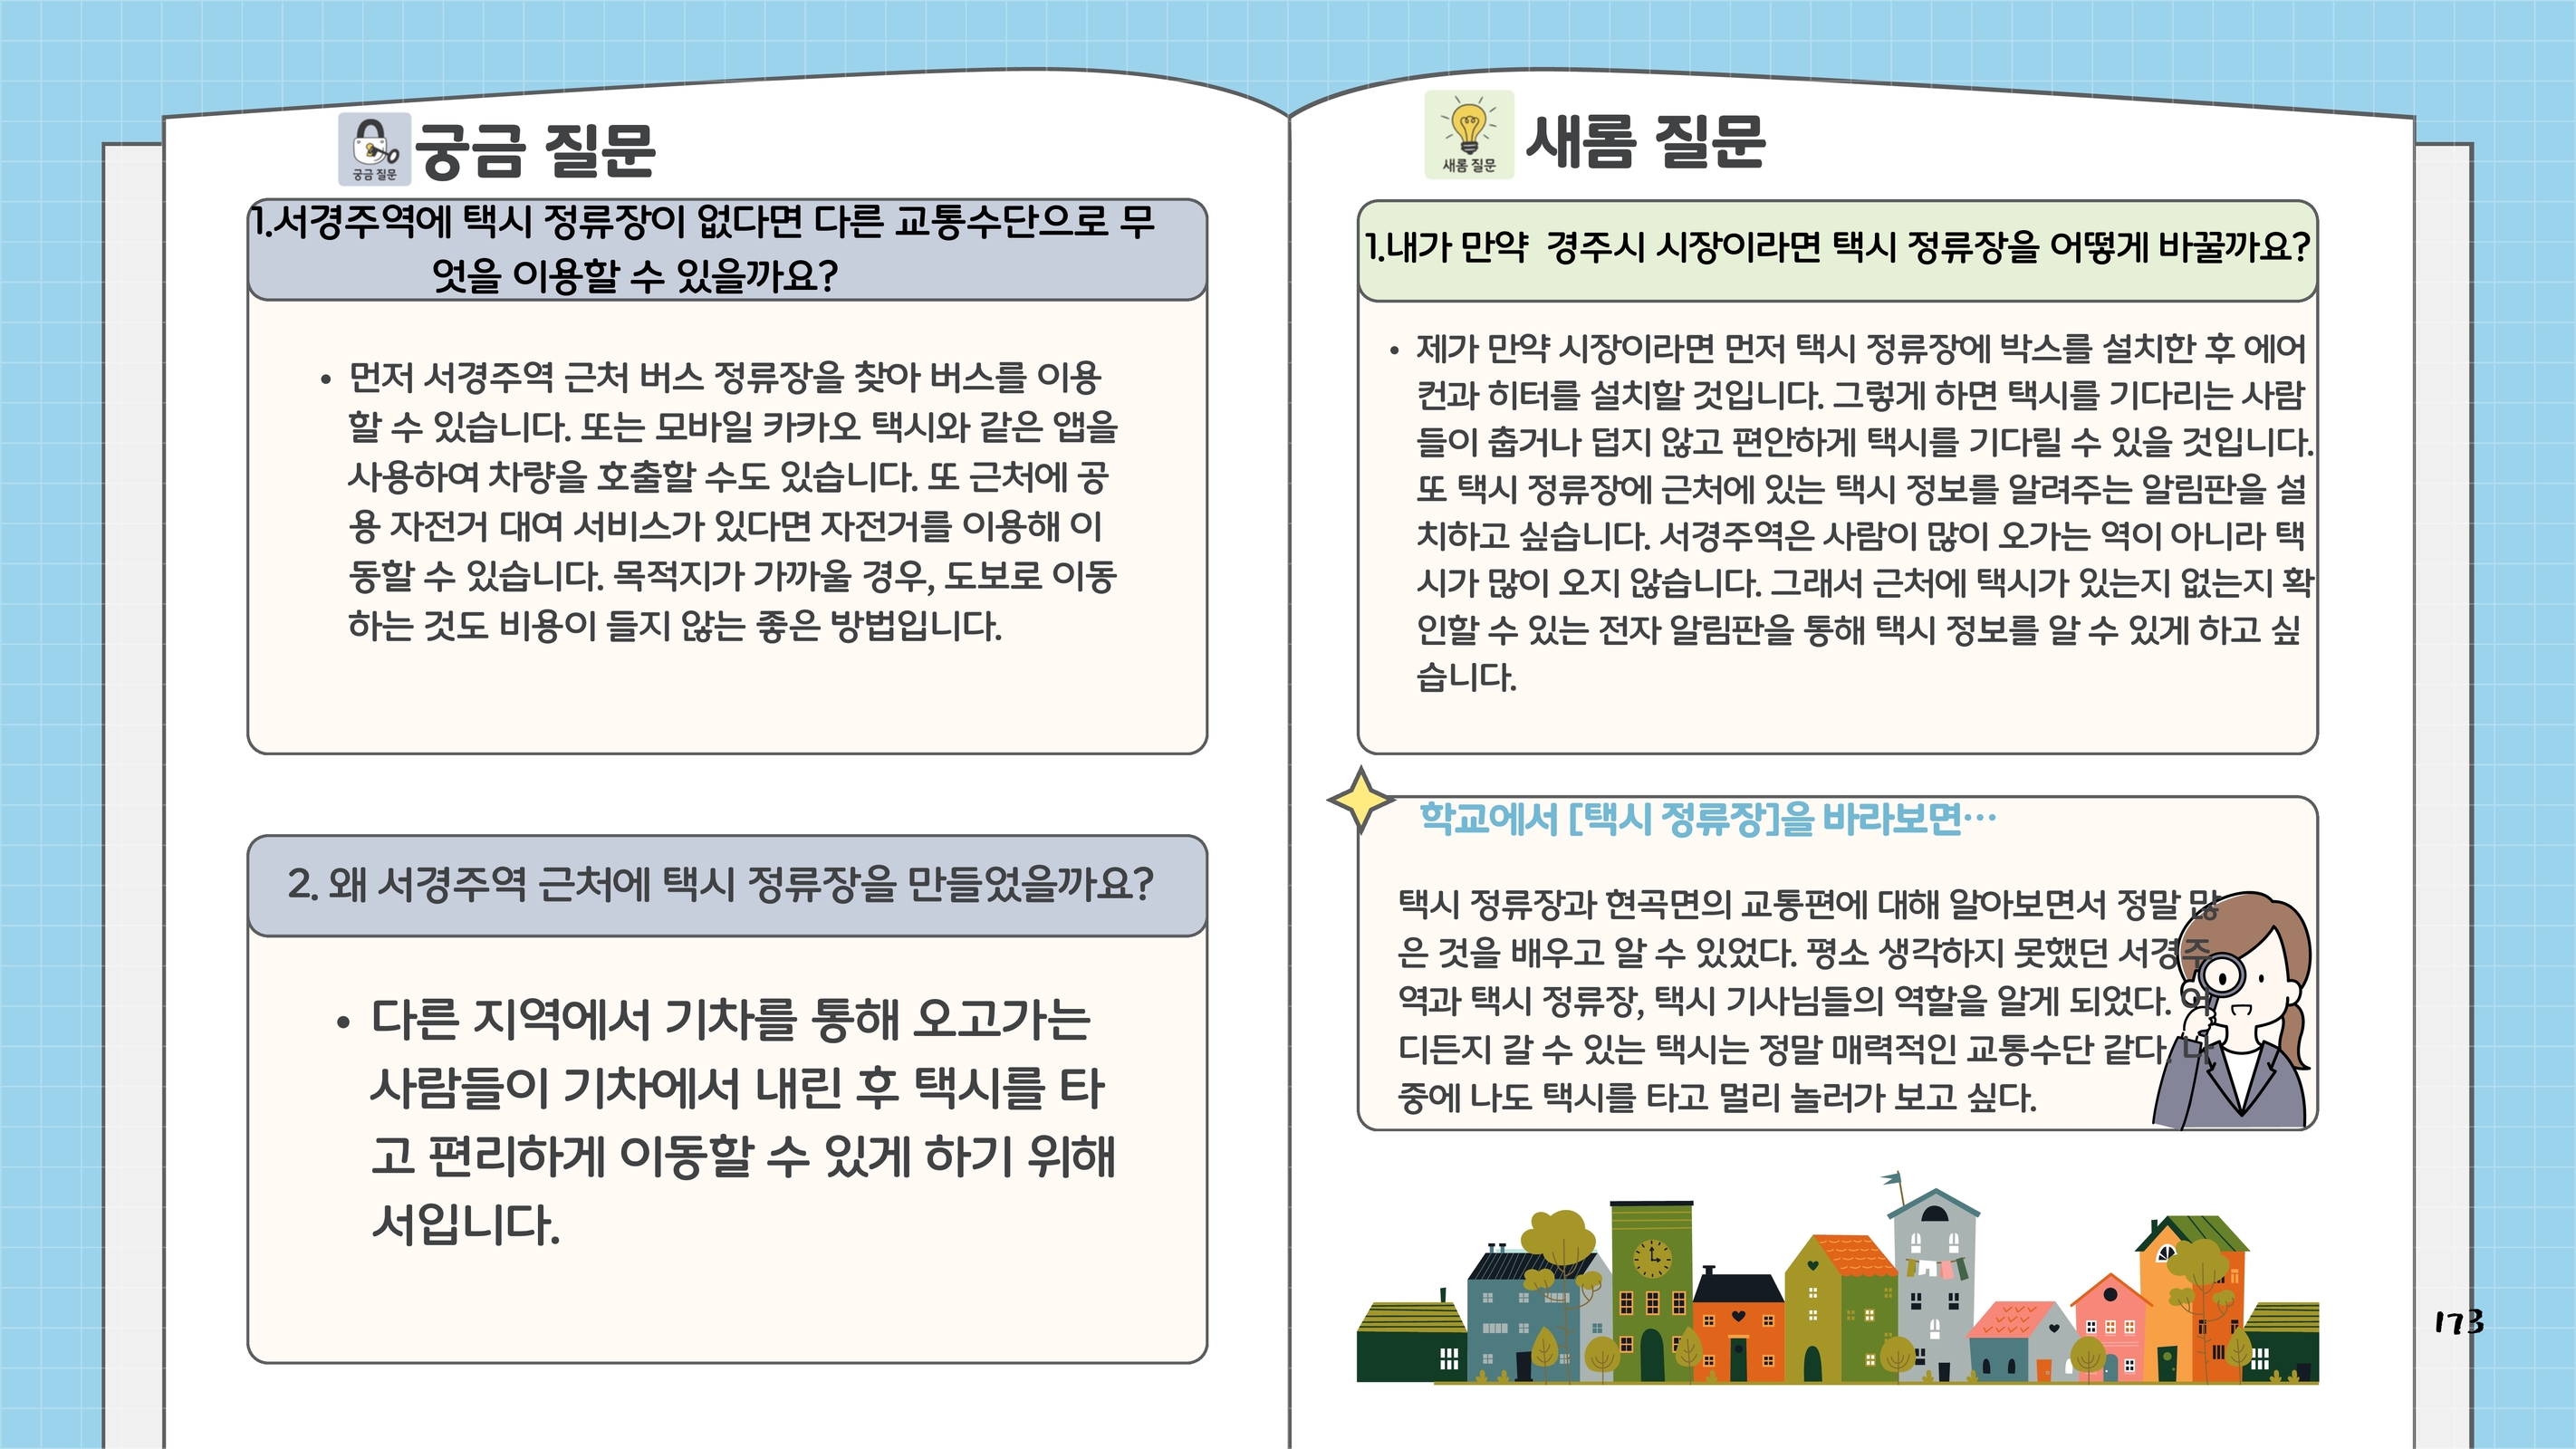 궁금 질문
궁금 질문
1.서경주역에 택시 정류장이 없다면 다른 교통수단으로 무
엇을 이용할 수 있을까요?
• 먼저 서경주역 근처 버스 정류장을 찾아 버스를 이용
할 수 있습니다. 또는 모바일 카카오 택시와 같은 앱을
사용하여 차량을 호출할 수도 있습니다. 또 근처에 공
용 자전거 대여 서비스가 있다면 자전거를 이용해 이
동할 수 있습니다. 목적지가 가까울 경우, 도보로 이동
하는 것도 비용이 들지 않는 좋은 방법입니다.
2. 왜 서경주역 근처에 택시 정류장을 만들었을까요?
• 다른 지역에서 기차를 통해 오고가는
사람들이 기차에서 내린 후 택시를 타
고 편리하게 이동할 수 있게 하기 위해
서입니다.
새롬 질문
새롬 질문
1.내가 만약  경주시 시장이라면 택시 정류장을 어떻게 바꿀까요?
• 제가 만약 시장이라면 먼저 택시 정류장에 박스를 설치한 후 에어
컨과 히터를 설치할 것입니다. 그렇게 하면 택시를 기다리는 사람
들이 춥거나 덥지 않고 편안하게 택시를 기다릴 수 있을 것입니다.
또 택시 정류장에 근처에 있는 택시 정보를 알려주는 알림판을 설
치하고 싶습니다. 서경주역은 사람이 많이 오가는 역이 아니라 택
시가 많이 오지 않습니다. 그래서 근처에 택시가 있는지 없는지 확
인할 수 있는 전자 알림판을 통해 택시 정보를 알 수 있게 하고 싶
습니다.
학교에서 [택시 정류장]을 바라보면…
택시 정류장과 현곡면의 교통편에 대해 알아보면서 정말 많
은 것을 배우고 알 수 있었다. 평소 생각하지 못했던 서경주
역과 택시 정류장, 택시 기사님들의 역할을 알게 되었다. 어
디든지 갈 수 있는 택시는 정말 매력적인 교통수단 같다. 나
중에 나도 택시를 타고 멀리 놀러가 보고 싶다.
173